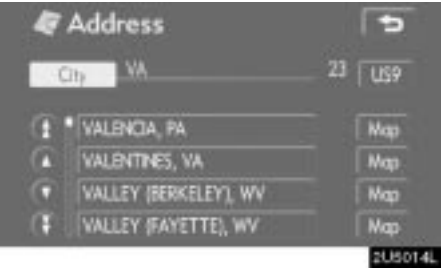 Address
City VA 23 US9
VALENCIA, PA Map
VALENTINES, VA Map
VALLEY (BERKELEY), WV Map
VALLEY (FAYETTE), WV Map
2U5014L